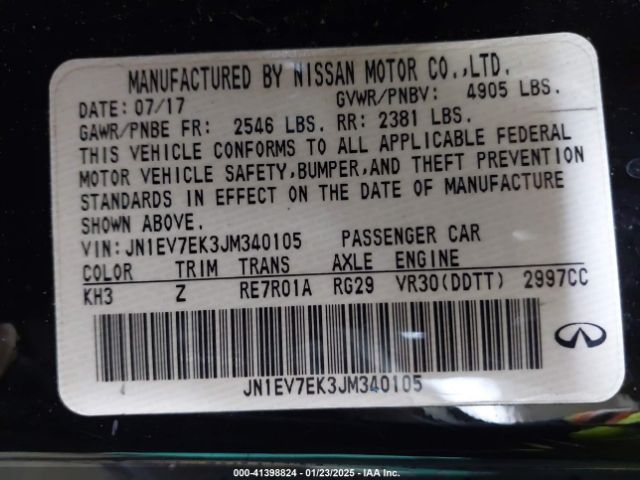 MANUFACTURED BY NISSAN MOTOR CO.,LTD.
DATE: 07/17 GVWR/PNBV: 4905 LBS.
GAWR/PNBE FR: 2546 LBS. RR: 2381 LBS.
THIS VEHICLE CONFORMS TO ALL APPLICABLE FEDERAL
MOTOR VEHICLE SAFETY,BUMPER,AND THEFT PREVENTION
STANDARDS IN EFFECT ON THE DATE OF MANUFACTURE
SHOWN ABOVE.
VIN: JN1EV7EK3JM340105 PASSENGER CAR
COLOR TRIM TRANS AXLE ENGINE
KH3 Z RE7R01A RG29 VR30(DDTT) 2997CC
JN1EV7EK3JM340105
000-41398824 - 01/23/2025 - IAA Inc.